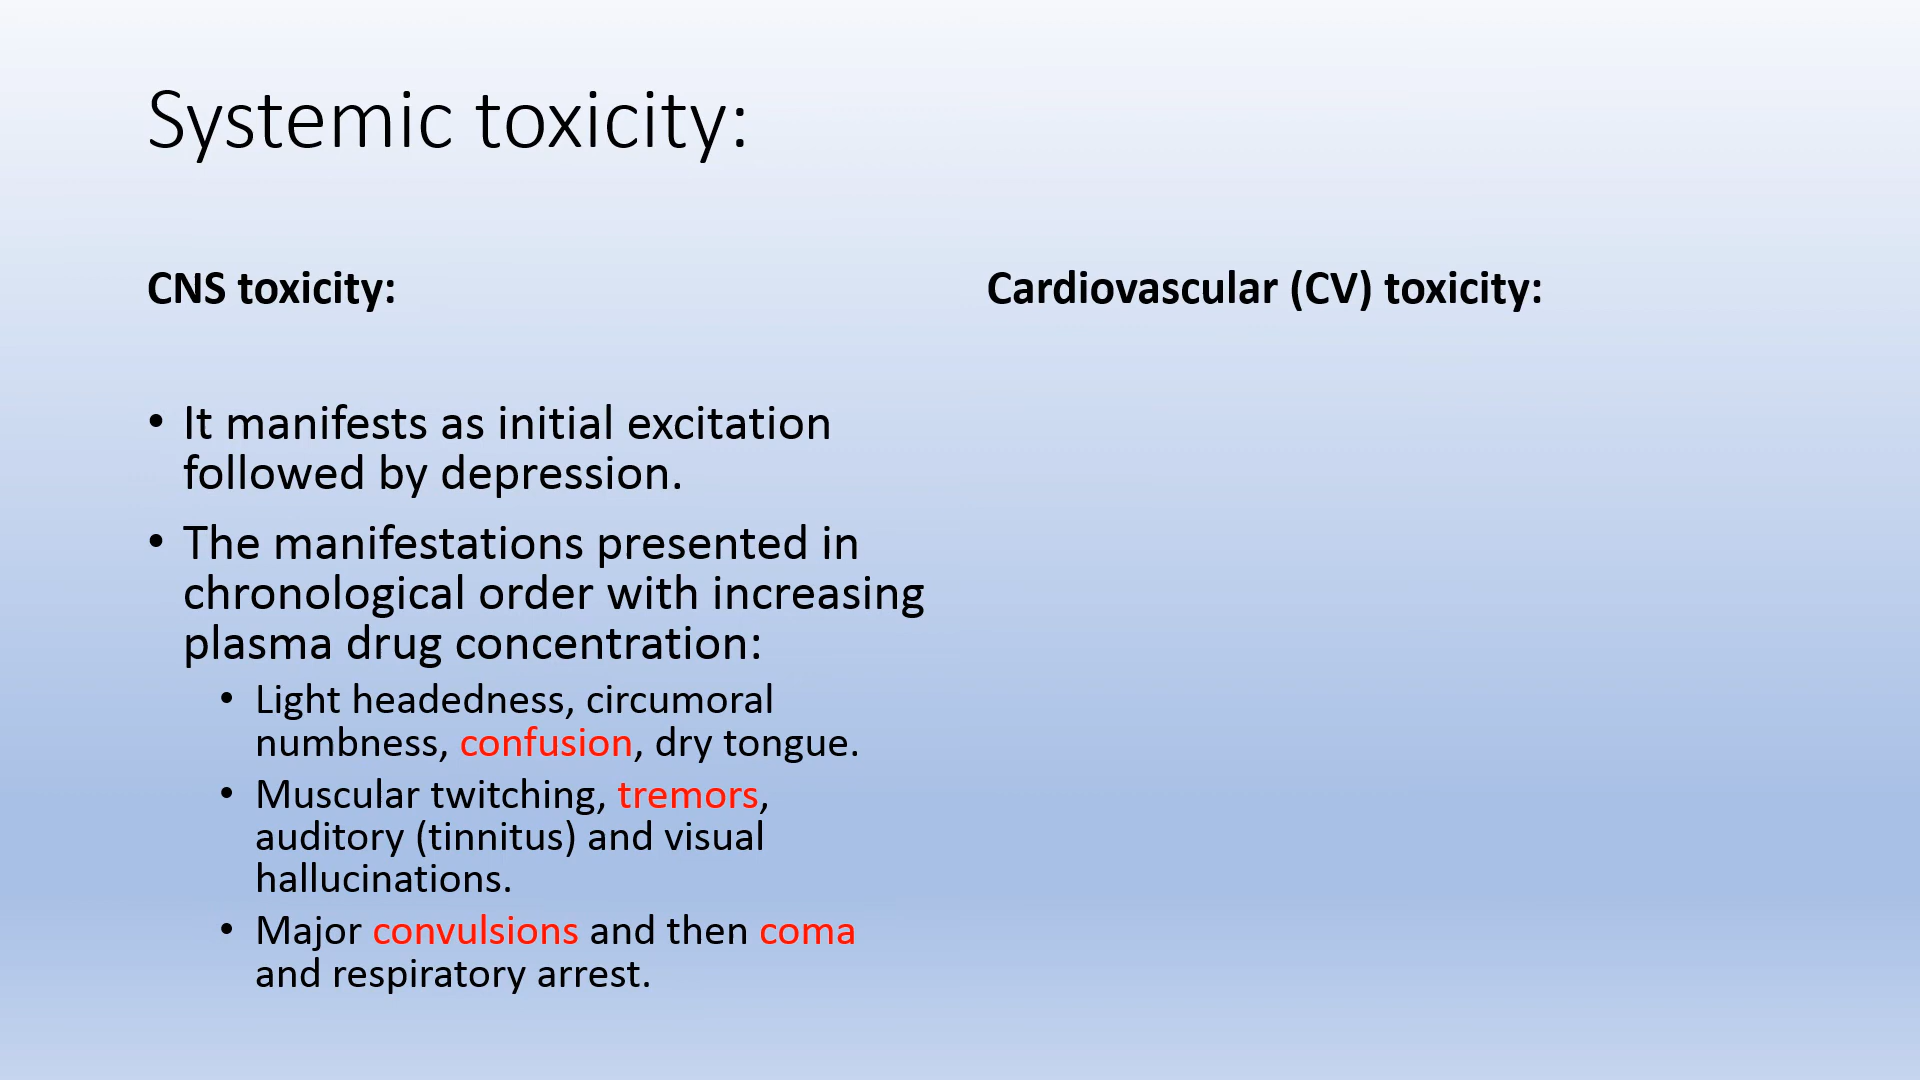 Systemic toxicity:
CNS toxicity:
• It manifests as initial excitation
followed by depression.
• The manifestations presented in
chronological order with increasing
plasma drug concentration:
• Light headedness, circumoral
numbness, confusion, dry tongue.
• Muscular twitching, tremors,
auditory (tinnitus) and visual
hallucinations.
• Major convulsions and then coma
and respiratory arrest.
Cardiovascular (CV) toxicity: